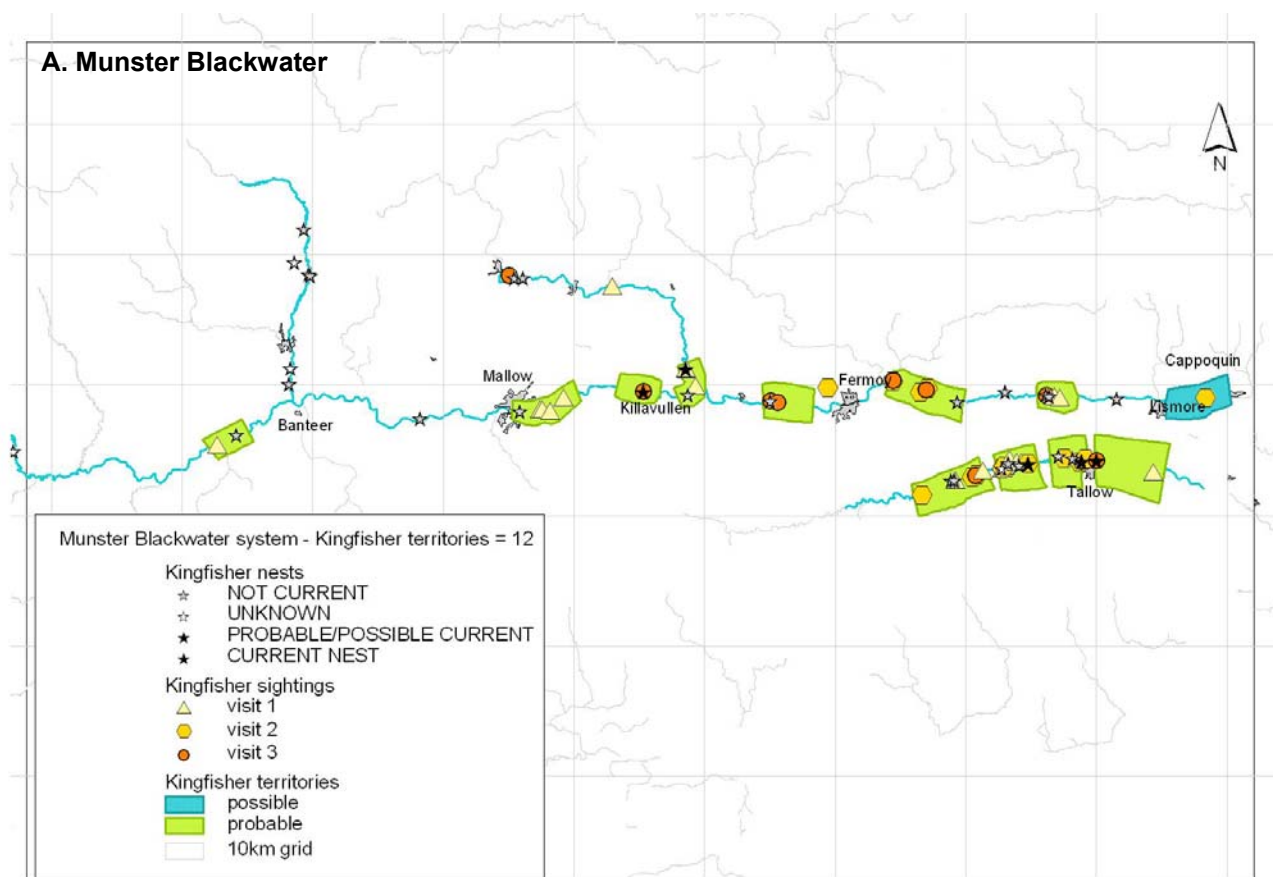 A. Munster Blackwater
N
Cappoquin
Mallow
Fermoy
Killavullen
Lismore
Banteer
Tallow
Munster Blackwater system - Kingfisher territories = 12
Kingfisher nests
NOT CURRENT
UNKNOWN
PROBABLE/POSSIBLE CURRENT
CURRENT NEST
Kingfisher sightings
visit 1
visit 2
visit 3
Kingfisher territories
possible
probable
10km grid